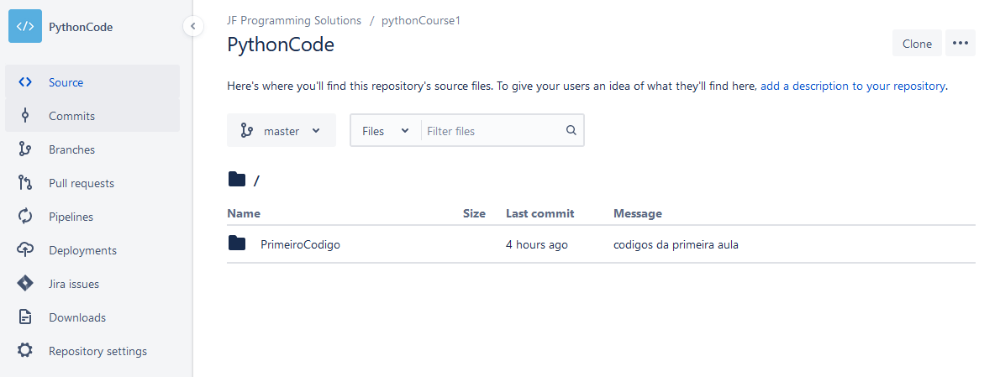 PythonCode
Source
Commits
Branches
Pull requests
Pipelines
Deployments
Jira issues
Downloads
Repository settings
JF Programming Solutions / pythonCourse1
PythonCode
Clone
Here's where you'll find this repository's source files. To give your users an idea of what they'll find here, add a description to your repository.
master Files Filter files
/
Name Size Last commit Message
PrimeiroCodigo 4 hours ago codigos da primeira aula